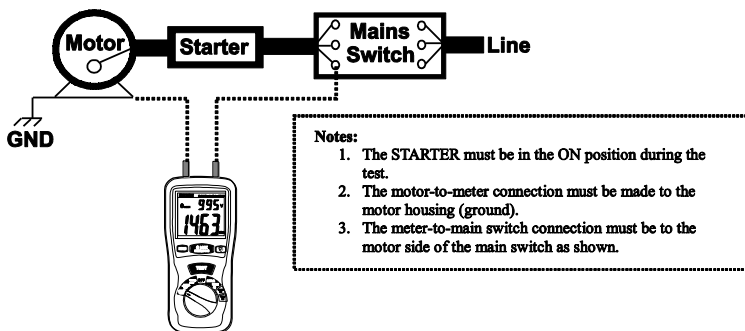 Motor
Starter
Mains
Switch
Line
GND
995v
1463
Notes:
1. The STARTER must be in the ON position during the
test.
2. The motor-to-meter connection must be made to the
motor housing (ground).
3. The meter-to-main switch connection must be to the
motor side of the main switch as shown.